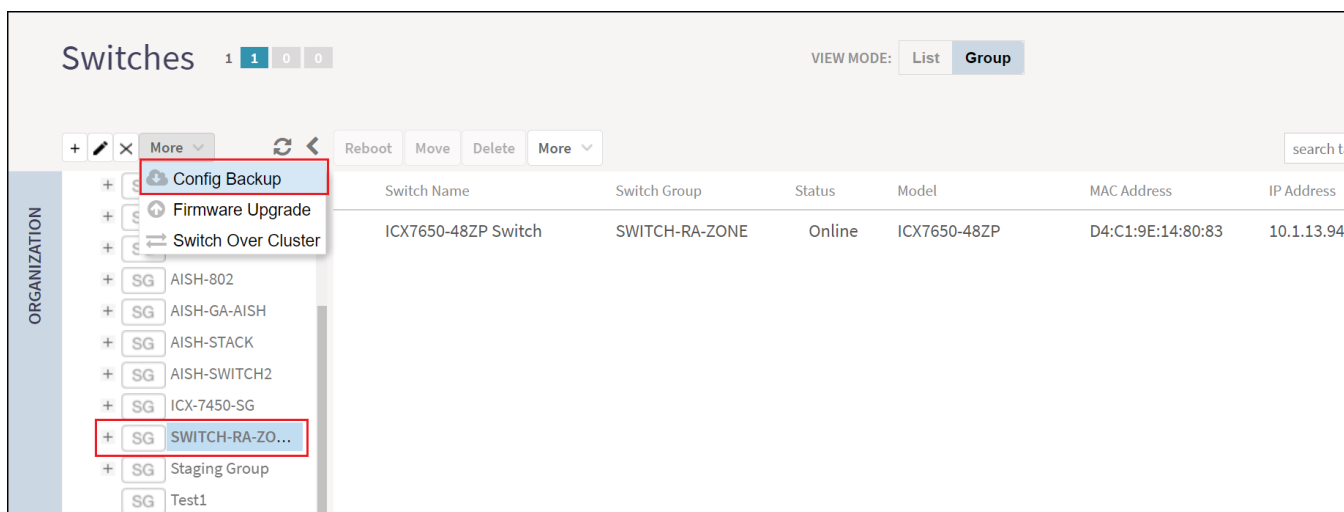 Switches 1 1 0 0 VIEW MODE: List Group
+ More Reboot Move Delete More search t
Config Backup
Firmware Upgrade
Switch Over Cluster
ORGANIZATION
Switch Name Switch Group Status Model MAC Address IP Address
ICX7650-48ZP Switch SWITCH-RA-ZONE Online ICX7650-48ZP D4:C1:9E:14:80:83 10.1.13.94
+ SG AISH-802
+ SG AISH-GA-AISH
+ SG AISH-STACK
+ SG AISH-SWITCH2
+ SG ICX-7450-SG
+ SG SWITCH-RA-ZO...
+ SG Staging Group
SG Test1